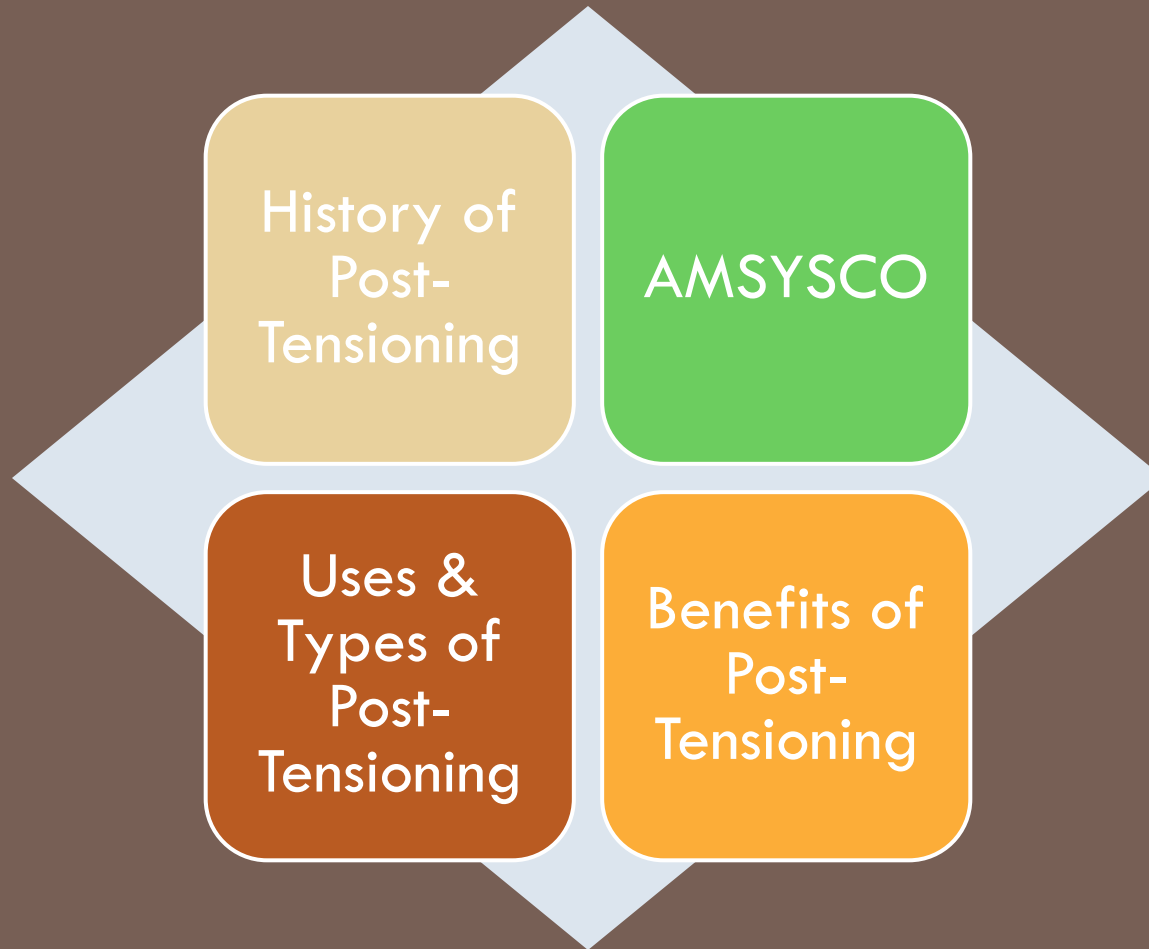 History of
Post-
Tensioning
AMSYSCO
Uses &
Types of
Post-
Tensioning
Benefits of
Post-
Tensioning